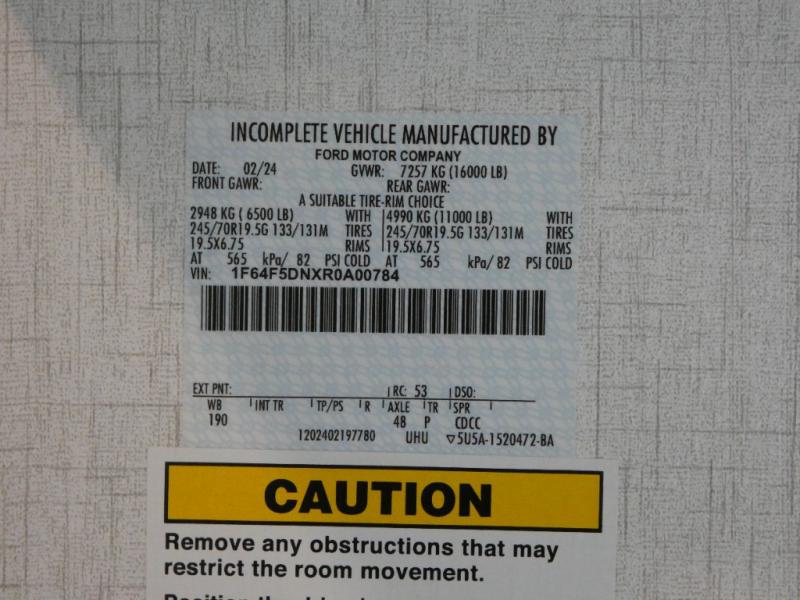 INCOMPLETE VEHICLE MANUFACTURED BY
FORD MOTOR COMPANY
DATE: 02/24 GVWR: 7257 KG (16000 LB)
FRONT GAWR: REAR GAWR:
A SUITABLE TIRE-RIM CHOICE
2948 KG ( 6500 LB) WITH 4990 KG (11000 LB) WITH
245/70R19.5G 133/131M TIRES 245/70R19.5G 133/131M TIRES
19.5X6.75 RIMS 19.5X6.75 RIMS
AT 565 kPa/ 82 PSI COLD AT 565 kPa/ 82 PSI COLD
VIN: 1F64F5DNXR0A00784
EXT PNT: RC: 53 DSO:
WB INT TR TP/PS R AXLE TR SPR
190 48 P CDCC
1202402197780 UHU ▽5U5A-1520472-BA
CAUTION
Remove any obstructions that may
restrict the room movement.